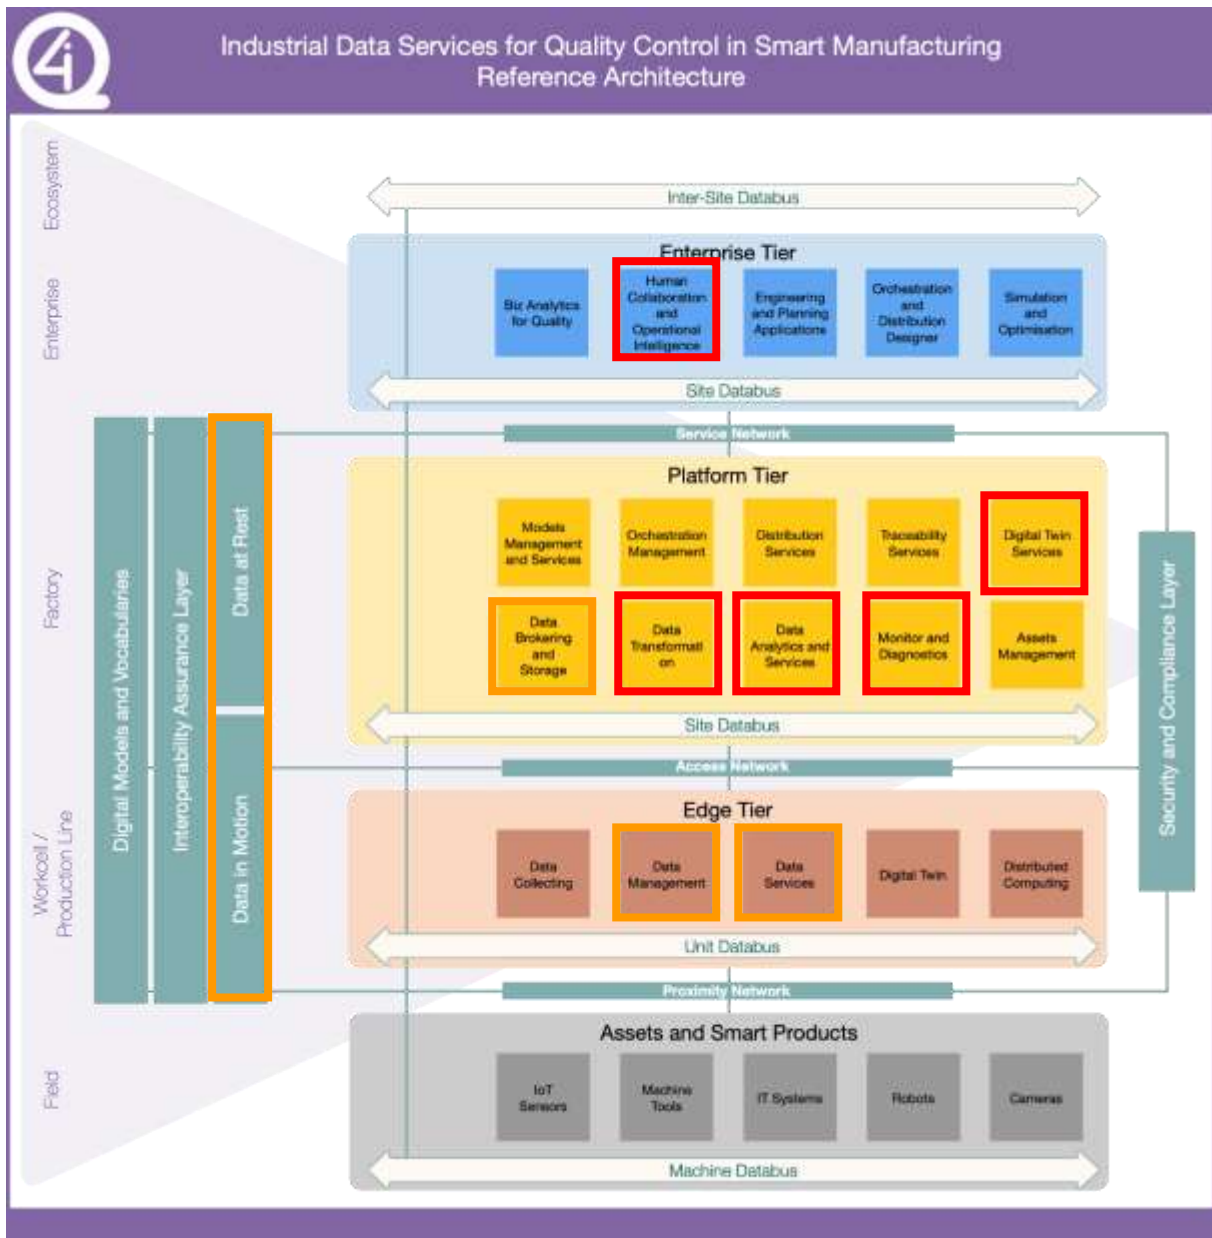 4i
Industrial Data Services for Quality Control in Smart Manufacturing
Reference Architecture
Ecosystem
Enterprise
Factory
Workcell /
Production Line
Field
Inter-Site Databus
Enterprise Tier
Biz Analytics
for Quality
Human
Collaboration
and
Operational
Intelligence
Engineering
and Planning
Applications
Orchestration
and
Distribution
Designer
Simulation
and
Optimisation
Site Databus
Service Network
Digital Models and Vocabularies
Interoperability Assurance Layer
Data at Rest
Data in Motion
Platform Tier
Models
Management
and Services
Orchestration
Management
Distribution
Services
Traceability
Services
Digital Twin
Services
Data
Brokering
and
Storage
Data
Transformati
on
Data
Analytics and
Services
Monitor and
Diagnostics
Assets
Management
Site Databus
Access Network
Security and Compliance Layer
Edge Tier
Data
Collecting
Data
Management
Data
Services
Digital Twin
Distributed
Computing
Unit Databus
Proximity Network
Assets and Smart Products
IoT
Sensors
Machine
Tools
IT Systems
Robots
Cameras
Machine Databus